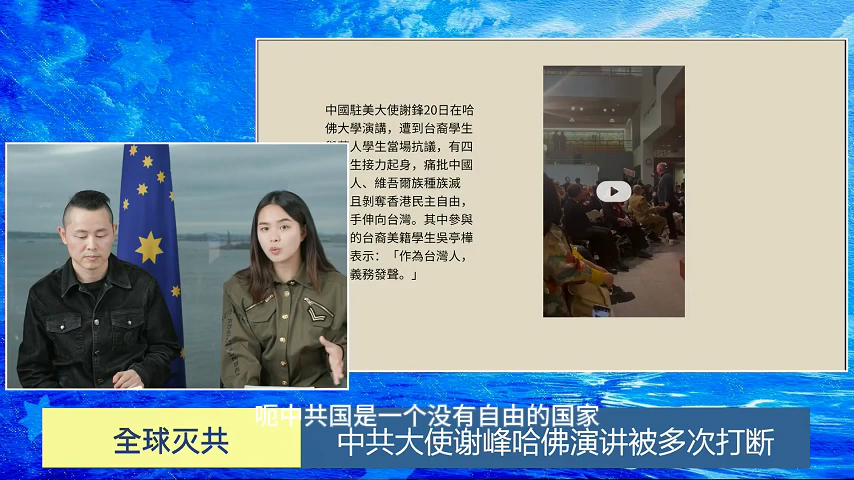 中國駐美大使謝鋒20日在哈
佛大學演講，遭到台裔學生
人學生當場抗議，有四
生接力起身，痛批中國
人、維吾爾族種族滅
且剝奪香港民主自由，
手伸向台灣。其中參與
的台裔美籍學生吳亭樺
表示：「作為台灣人，
義務發聲。」
呃中共国是一个没有自由的国家
全球灭共
中共大使谢峰哈佛演讲被多次打断